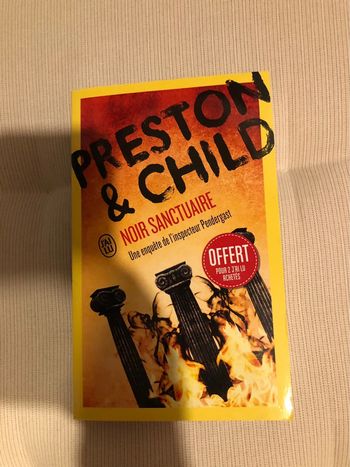 PRESTON
& CHILD
NOIR SANCTUAIRE
Une enquête de l'inspecteur Pendergast
J'AI
LU
OFFERT
POUR 2 J'AI LU
ACHETÉS